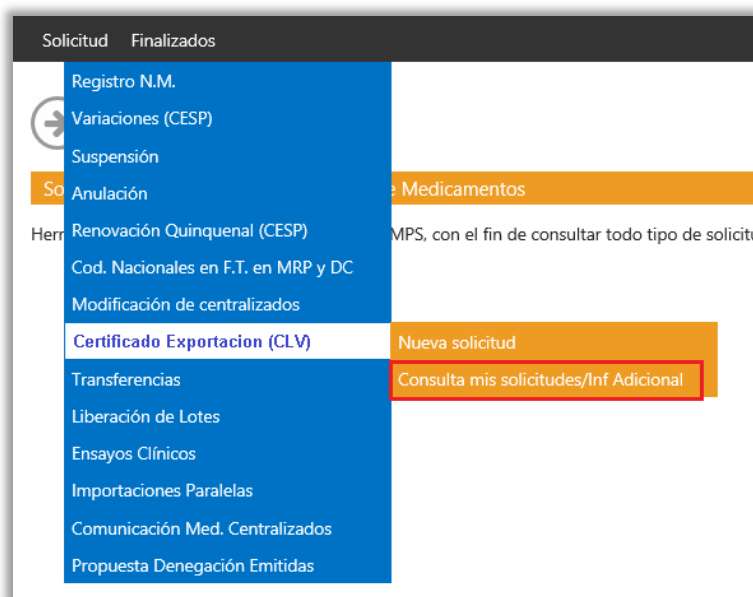 Solicitud Finalizados
Registro N.M.
Variaciones (CESP)
Suspensión
So Anulación e Medicamentos
Herr Renovación Quinquenal (CESP) MPS, con el fin de consultar todo tipo de solicitu
Cod. Nacionales en F.T. en MRP y DC
Modificación de centralizados
Certificado Exportacion (CLV) Nueva solicitud
Transferencias Consulta mis solicitudes/Inf Adicional
Liberación de Lotes
Ensayos Clínicos
Importaciones Paralelas
Comunicación Med. Centralizados
Propuesta Denegación Emitidas